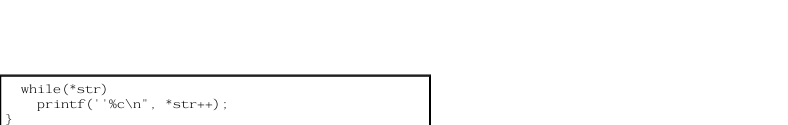 while(*str)
printf(''%c\n", *str++);
}